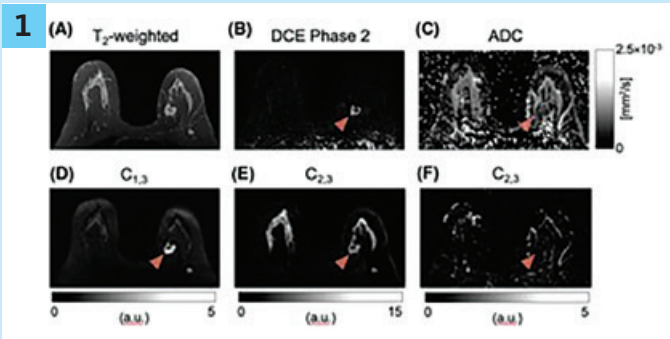 1
(A) T₂-weighted
(B) DCE Phase 2
(C) ADC
2.5×10⁻³
[mm²/s]
0
(D) C₁,₃
(E) C₂,₃
(F) C₂,₃
0 5
(a.u.)
0 15
(a.u.)
0 5
(a.u.)